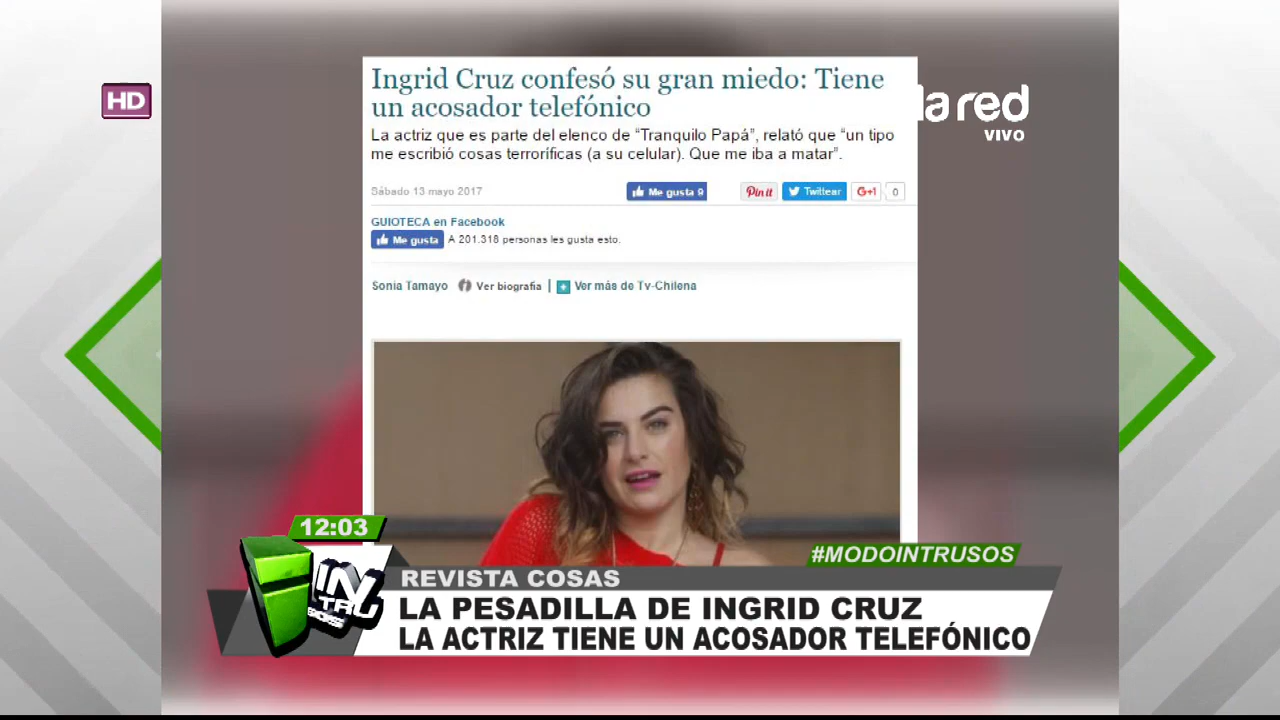 Ingrid Cruz confesó su gran miedo: Tiene
un acosador telefónico
HD
la red
VIVO
La actriz que es parte del elenco de “Tranquilo Papá”, relató que “un tipo
me escribió cosas terroríficas (a su celular). Que me iba a matar”.
Sábado 13 mayo 2017
Me gusta 9
Pin it
Twittear
G+1
0
GUIOTECA en Facebook
Me gusta
A 201.318 personas les gusta esto.
Sonia Tamayo
Ver biografía
Ver más de Tv-Chilena
12:03
#MODOINTRUSOS
INTRUSOS
REVISTA COSAS
LA PESADILLA DE INGRID CRUZ
LA ACTRIZ TIENE UN ACOSADOR TELEFÓNICO